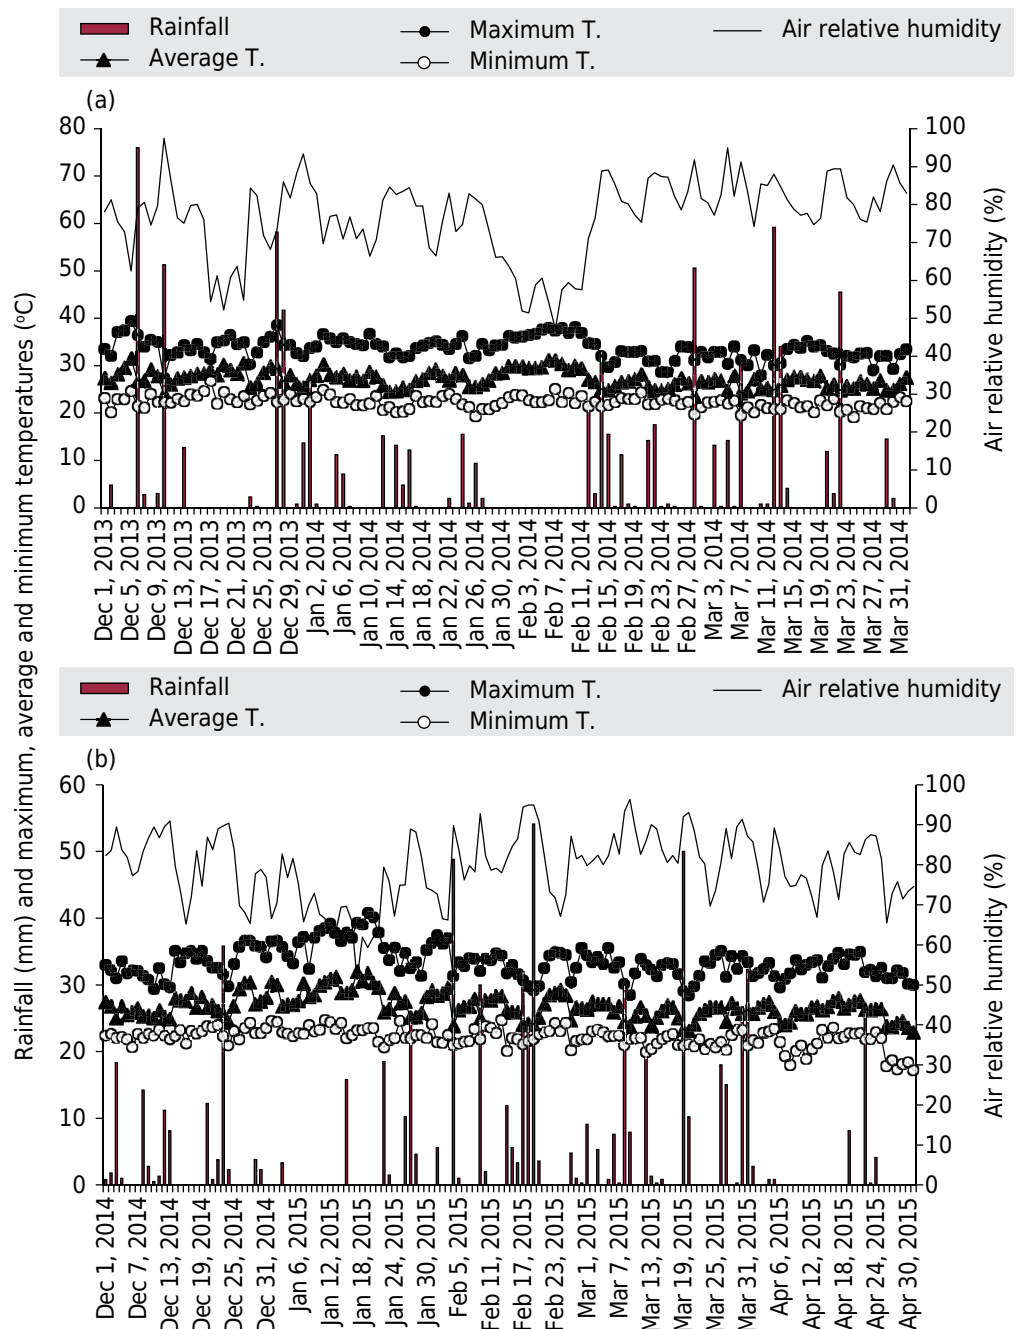 Rainfall
Maximum T.
Air relative humidity
Average T.
Minimum T.
(a)
80
70
60
50
40
30
20
10
0
100
90
80
70
60
50
40
30
20
10
0
Air relative humidity (%)
Dec 1, 2013
Dec 5, 2013
Dec 9, 2013
Dec 13, 2013
Dec 17, 2013
Dec 21, 2013
Dec 25, 2013
Dec 29, 2013
Jan 2, 2014
Jan 6, 2014
Jan 10, 2014
Jan 14, 2014
Jan 18, 2014
Jan 22, 2014
Jan 26, 2014
Jan 30, 2014
Feb 3, 2014
Feb 7, 2014
Feb 11, 2014
Feb 15, 2014
Feb 19, 2014
Feb 23, 2014
Feb 27, 2014
Mar 3, 2014
Mar 7, 2014
Mar 11, 2014
Mar 15, 2014
Mar 19, 2014
Mar 23, 2014
Mar 27, 2014
Mar 31, 2014
Rainfall (mm) and maximum, average and minimum temperatures (ºC)
Rainfall
Maximum T.
Air relative humidity
Average T.
Minimum T.
(b)
60
50
40
30
20
10
0
100
90
80
70
60
50
40
30
20
10
0
Air relative humidity (%)
Dec 1, 2014
Dec 7, 2014
Dec 13, 2014
Dec 19, 2014
Dec 25, 2014
Dec 31, 2014
Jan 6, 2015
Jan 12, 2015
Jan 18, 2015
Jan 24, 2015
Jan 30, 2015
Feb 5, 2015
Feb 11, 2015
Feb 17, 2015
Feb 23, 2015
Mar 1, 2015
Mar 7, 2015
Mar 13, 2015
Mar 19, 2015
Mar 25, 2015
Mar 31, 2015
Apr 6, 2015
Apr 12, 2015
Apr 18, 2015
Apr 24, 2015
Apr 30, 2015